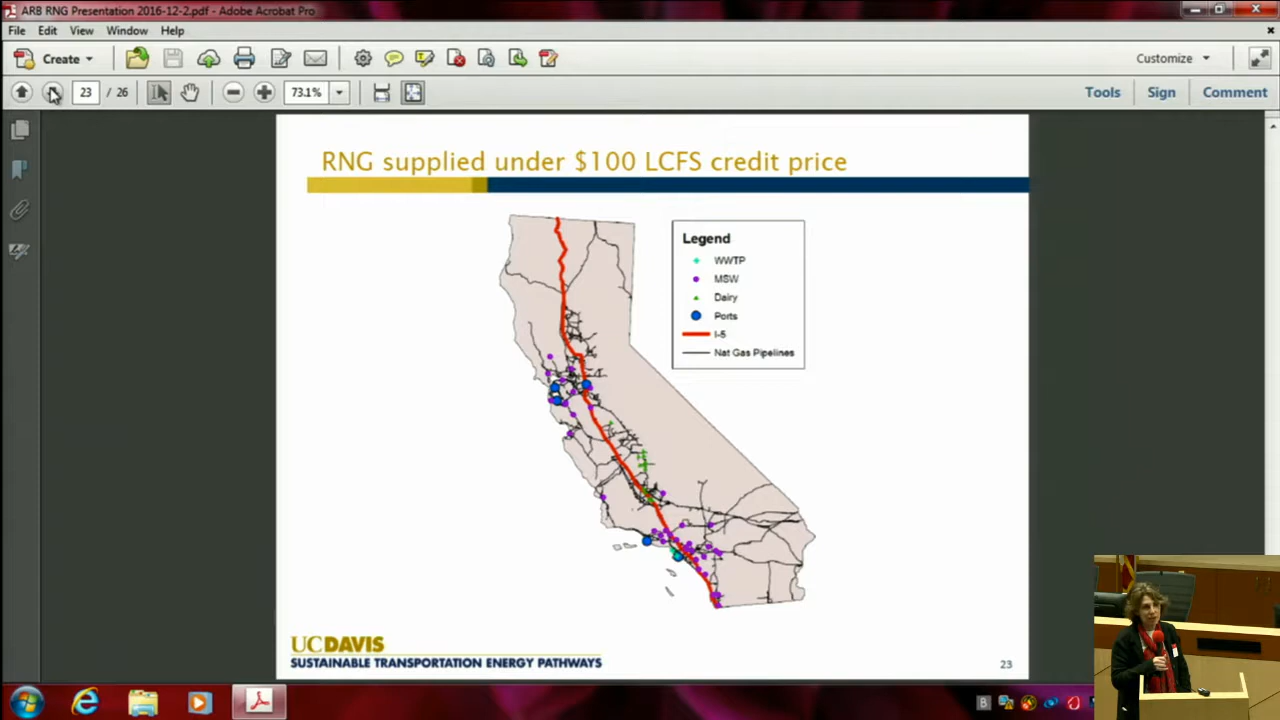 ARB RNG Presentation 2016-12-2.pdf - Adobe Acrobat Pro
File Edit View Window Help
Create
Customize
23 / 26
73.1%
Tools Sign Comment
RNG supplied under $100 LCFS credit price
Legend
WWTP
MSW
Dairy
Ports
I-5
Nat Gas Pipelines
UCDAVIS
SUSTAINABLE TRANSPORTATION ENERGY PATHWAYS
23